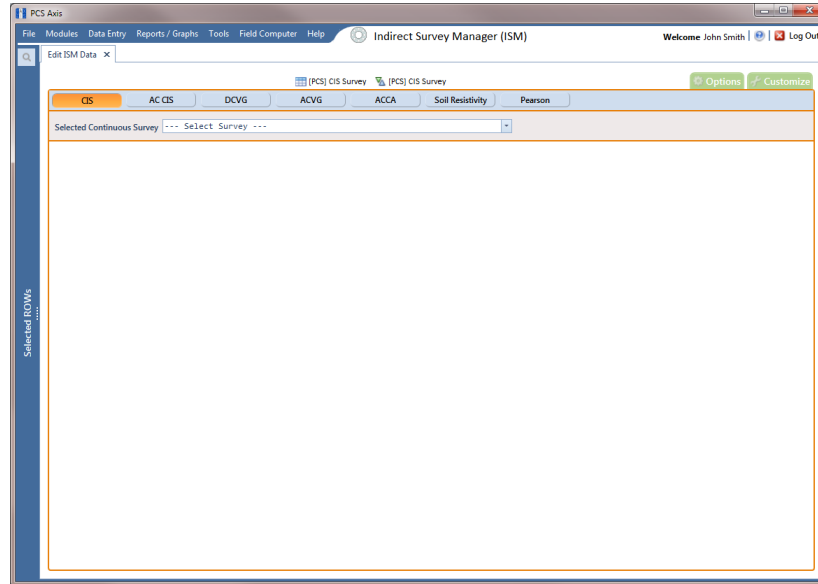 PCS Axis
File Modules Data Entry Reports / Graphs Tools Field Computer Help Indirect Survey Manager (ISM) Welcome John Smith Log Out
Edit ISM Data
[PCS] CIS Survey [PCS] CIS Survey Options Customize
CIS AC CIS DCVG ACVG ACCA Soil Resistivity Pearson
Selected Continuous Survey --- Select Survey ---
Selected ROWs